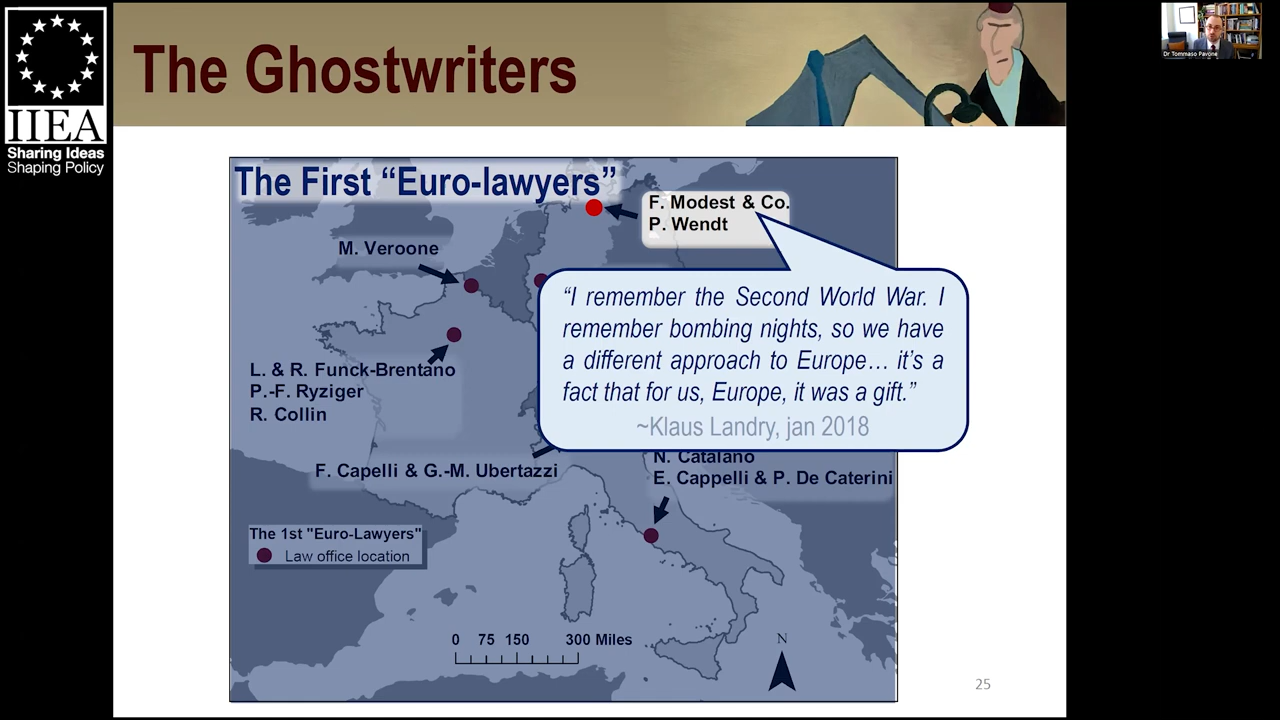 IIEA
Sharing Ideas
Shaping Policy
The Ghostwriters
Dr Tommaso Pavone
The First “Euro-lawyers”
F. Modest & Co.
P. Wendt
M. Veroone
“I remember the Second World War. I
remember bombing nights, so we have
a different approach to Europe… it’s a
fact that for us, Europe, it was a gift.”
~Klaus Landry, jan 2018
L. & R. Funck-Brentano
P.-F. Ryziger
R. Collin
F. Capelli & G.-M. Ubertazzi
N. Catalano
E. Cappelli & P. De Caterini
The 1st "Euro-Lawyers"
Law office location
0 75 150 300 Miles
N
25